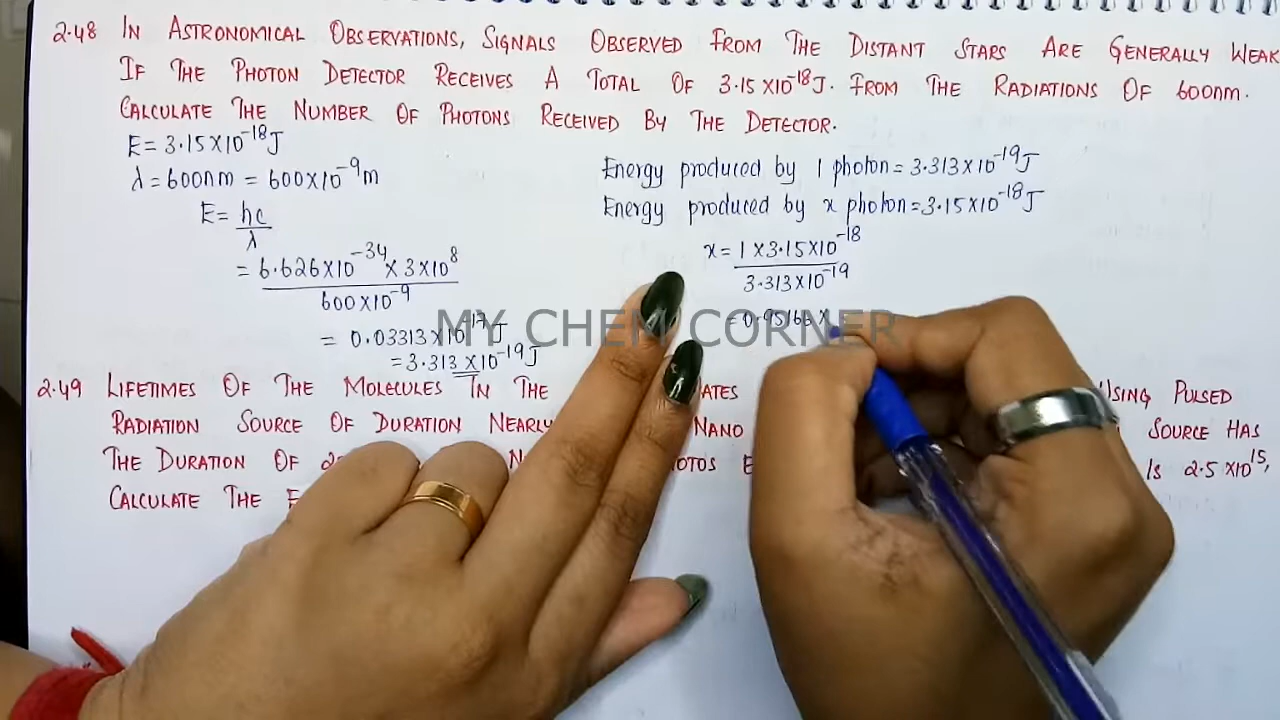 2.48 IN ASTRONOMICAL OBSERVATIONS, SIGNALS OBSERVED FROM THE DISTANT STARS ARE GENERALLY WEAK
IF THE PHOTON DETECTOR RECEIVES A TOTAL OF 3.15×10⁻¹⁸J. FROM THE RADIATIONS OF 600nm.
CALCULATE THE NUMBER OF PHOTONS RECEIVED BY THE DETECTOR.
E = 3.15×10⁻¹⁸J
λ = 600nm = 600×10⁻⁹m
E = hc/λ
= 6.626×10⁻³⁴ × 3×10⁸ / 600×10⁻⁹
= 0.03313×10⁻¹⁷J
= 3.313×10⁻¹⁹J
Energy produced by 1 photon = 3.313×10⁻¹⁹J
Energy produced by x photon = 3.15×10⁻¹⁸J
x = 1×3.15×10⁻¹⁸ / 3.313×10⁻¹⁹
= 0.95166×
MY CHEM CORNER
2.49 LIFETIMES OF THE MOLECULES IN THE USING PULSED
RADIATION SOURCE OF DURATION NEARLY NANO SOURCE HAS
THE DURATION OF IS 2.5×10¹⁵,
CALCULATE THE